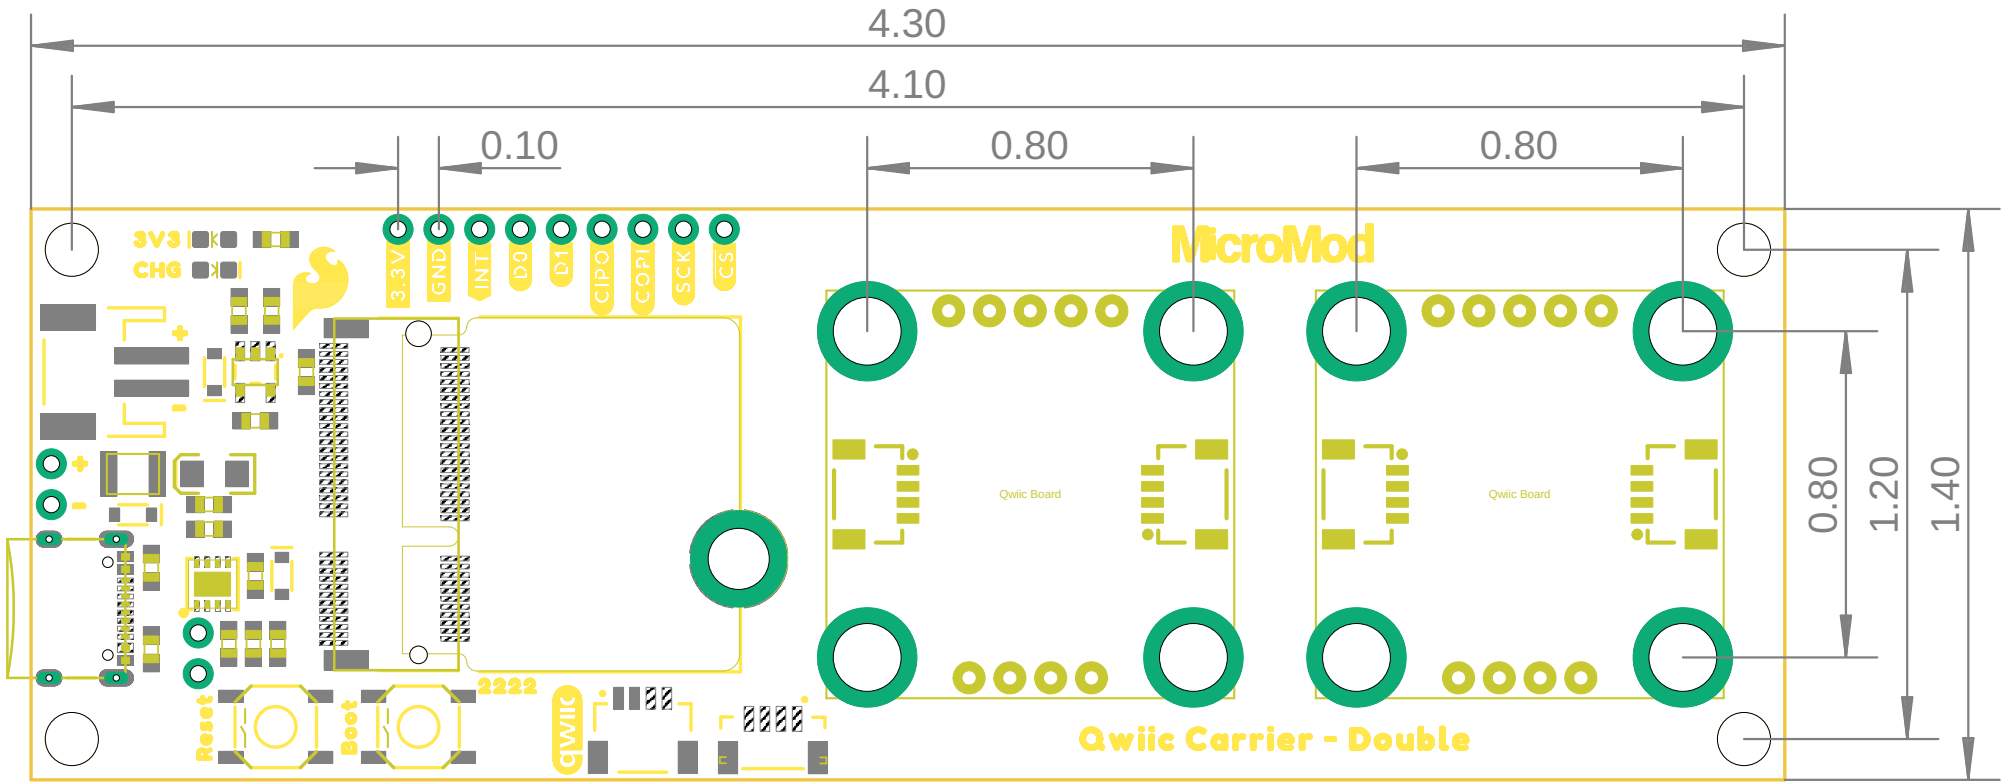 4.30
4.10
0.10
0.80
0.80
3V3
CHG
3.3V
GND
INT
D0
D1
CIPO
COPI
SCK
CS
MicroMod
+
-
+
-
Qwiic Board
Qwiic Board
0.80
1.20
1.40
2222
Reset
Boot
qwiic
Qwiic Carrier - Double